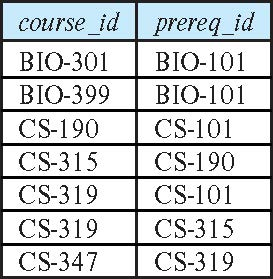 course_id prereq_id
BIO-301 BIO-101
BIO-399 BIO-101
CS-190 CS-101
CS-315 CS-190
CS-319 CS-101
CS-319 CS-315
CS-347 CS-319